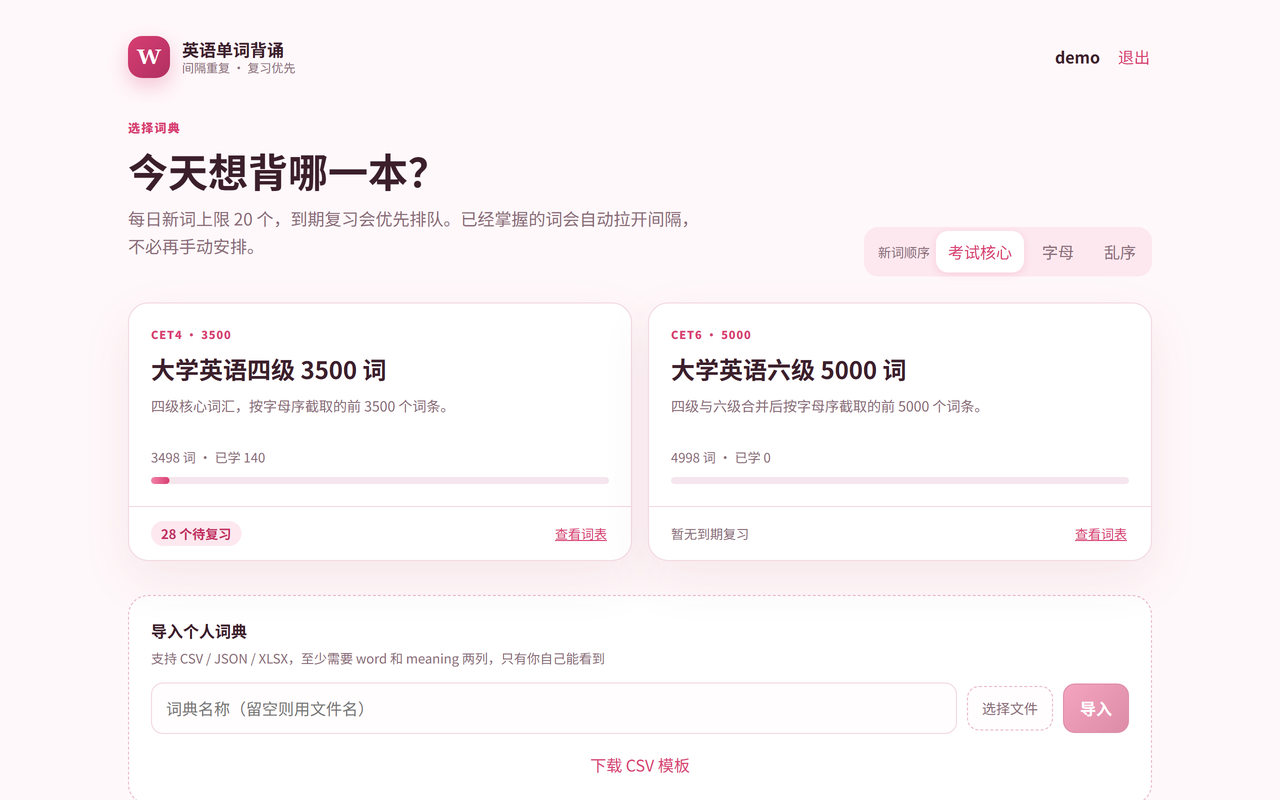 W
英语单词背诵
间隔重复 · 复习优先
demo 退出
选择词典
今天想背哪一本？
每日新词上限 20 个，到期复习会优先排队。已经掌握的词会自动拉开间隔，
不必再手动安排。
新词顺序 考试核心 字母 乱序
CET4 · 3500
大学英语四级 3500 词
四级核心词汇，按字母序截取的前 3500 个词条。
3498 词 · 已学 140
28 个待复习 查看词表
CET6 · 5000
大学英语六级 5000 词
四级与六级合并后按字母序截取的前 5000 个词条。
4998 词 · 已学 0
暂无到期复习 查看词表
导入个人词典
支持 CSV / JSON / XLSX，至少需要 word 和 meaning 两列，只有你自己能看到
词典名称（留空则用文件名） 选择文件 导入
下载 CSV 模板